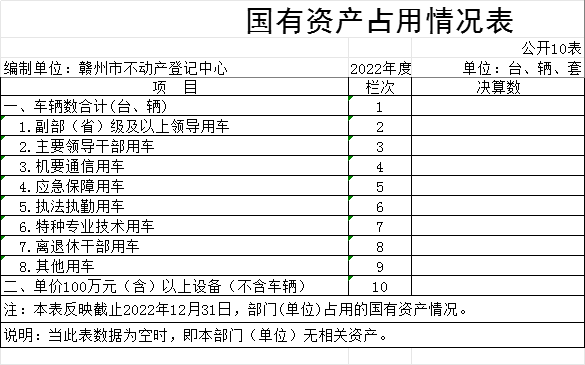 国有资产占用情况表
公开10表
编制单位：赣州市不动产登记中心 2022年度 单位：台、辆、套
项 目 栏次 决算数
一、车辆数合计(台、辆) 1
1.副部（省）级及以上领导用车 2
2.主要领导干部用车 3
3.机要通信用车 4
4.应急保障用车 5
5.执法执勤用车 6
6.特种专业技术用车 7
7.离退休干部用车 8
8.其他用车 9
二、单价100万元（含）以上设备（不含车辆） 10
注：本表反映截止2022年12月31日，部门(单位)占用的国有资产情况。
说明：当此表数据为空时，即本部门（单位）无相关资产。